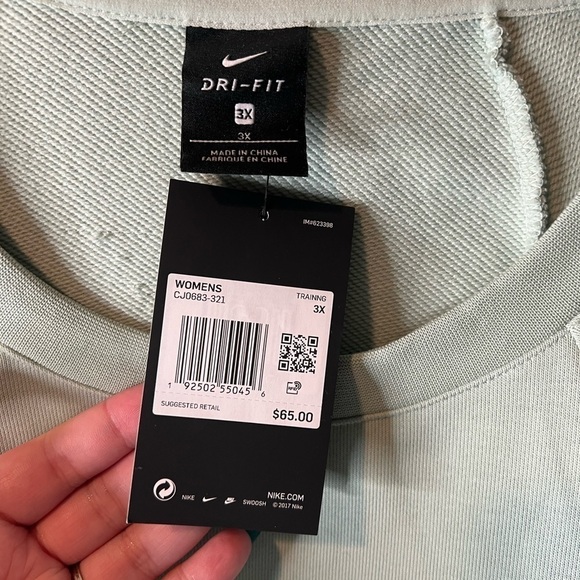 DRI-FIT
3X
3X
MADE IN CHINA
FABRIQUÉ EN CHINE
IM#623398
WOMENS TRAINNG
CJ0683-321 3X
1 92502 55045 6
SUGGESTED RETAIL $65.00
NIKE SWOOSH NIKE.COM
© 2017 Nike